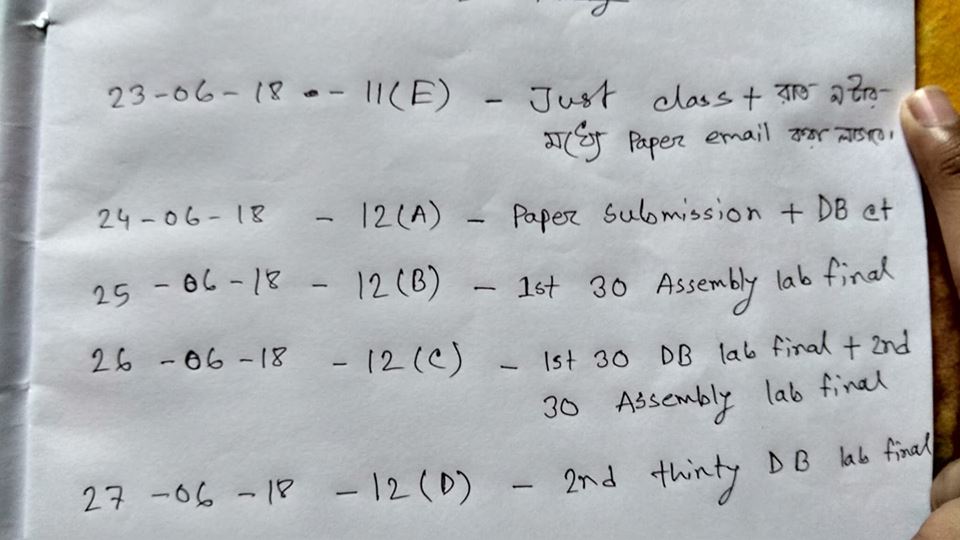 23-06-18 - - 11(E) - Just class + রাত ৯টার
মধ্যে Paper email করা লাগবে।
24-06-18 - 12(A) - Paper Submission + DB ct
25-06-18 - 12(B) - 1st 30 Assembly lab final
26-06-18 - 12(C) - 1st 30 DB lab final + 2nd
30 Assembly lab final
27-06-18 - 12(D) - 2nd thinty DB lab final